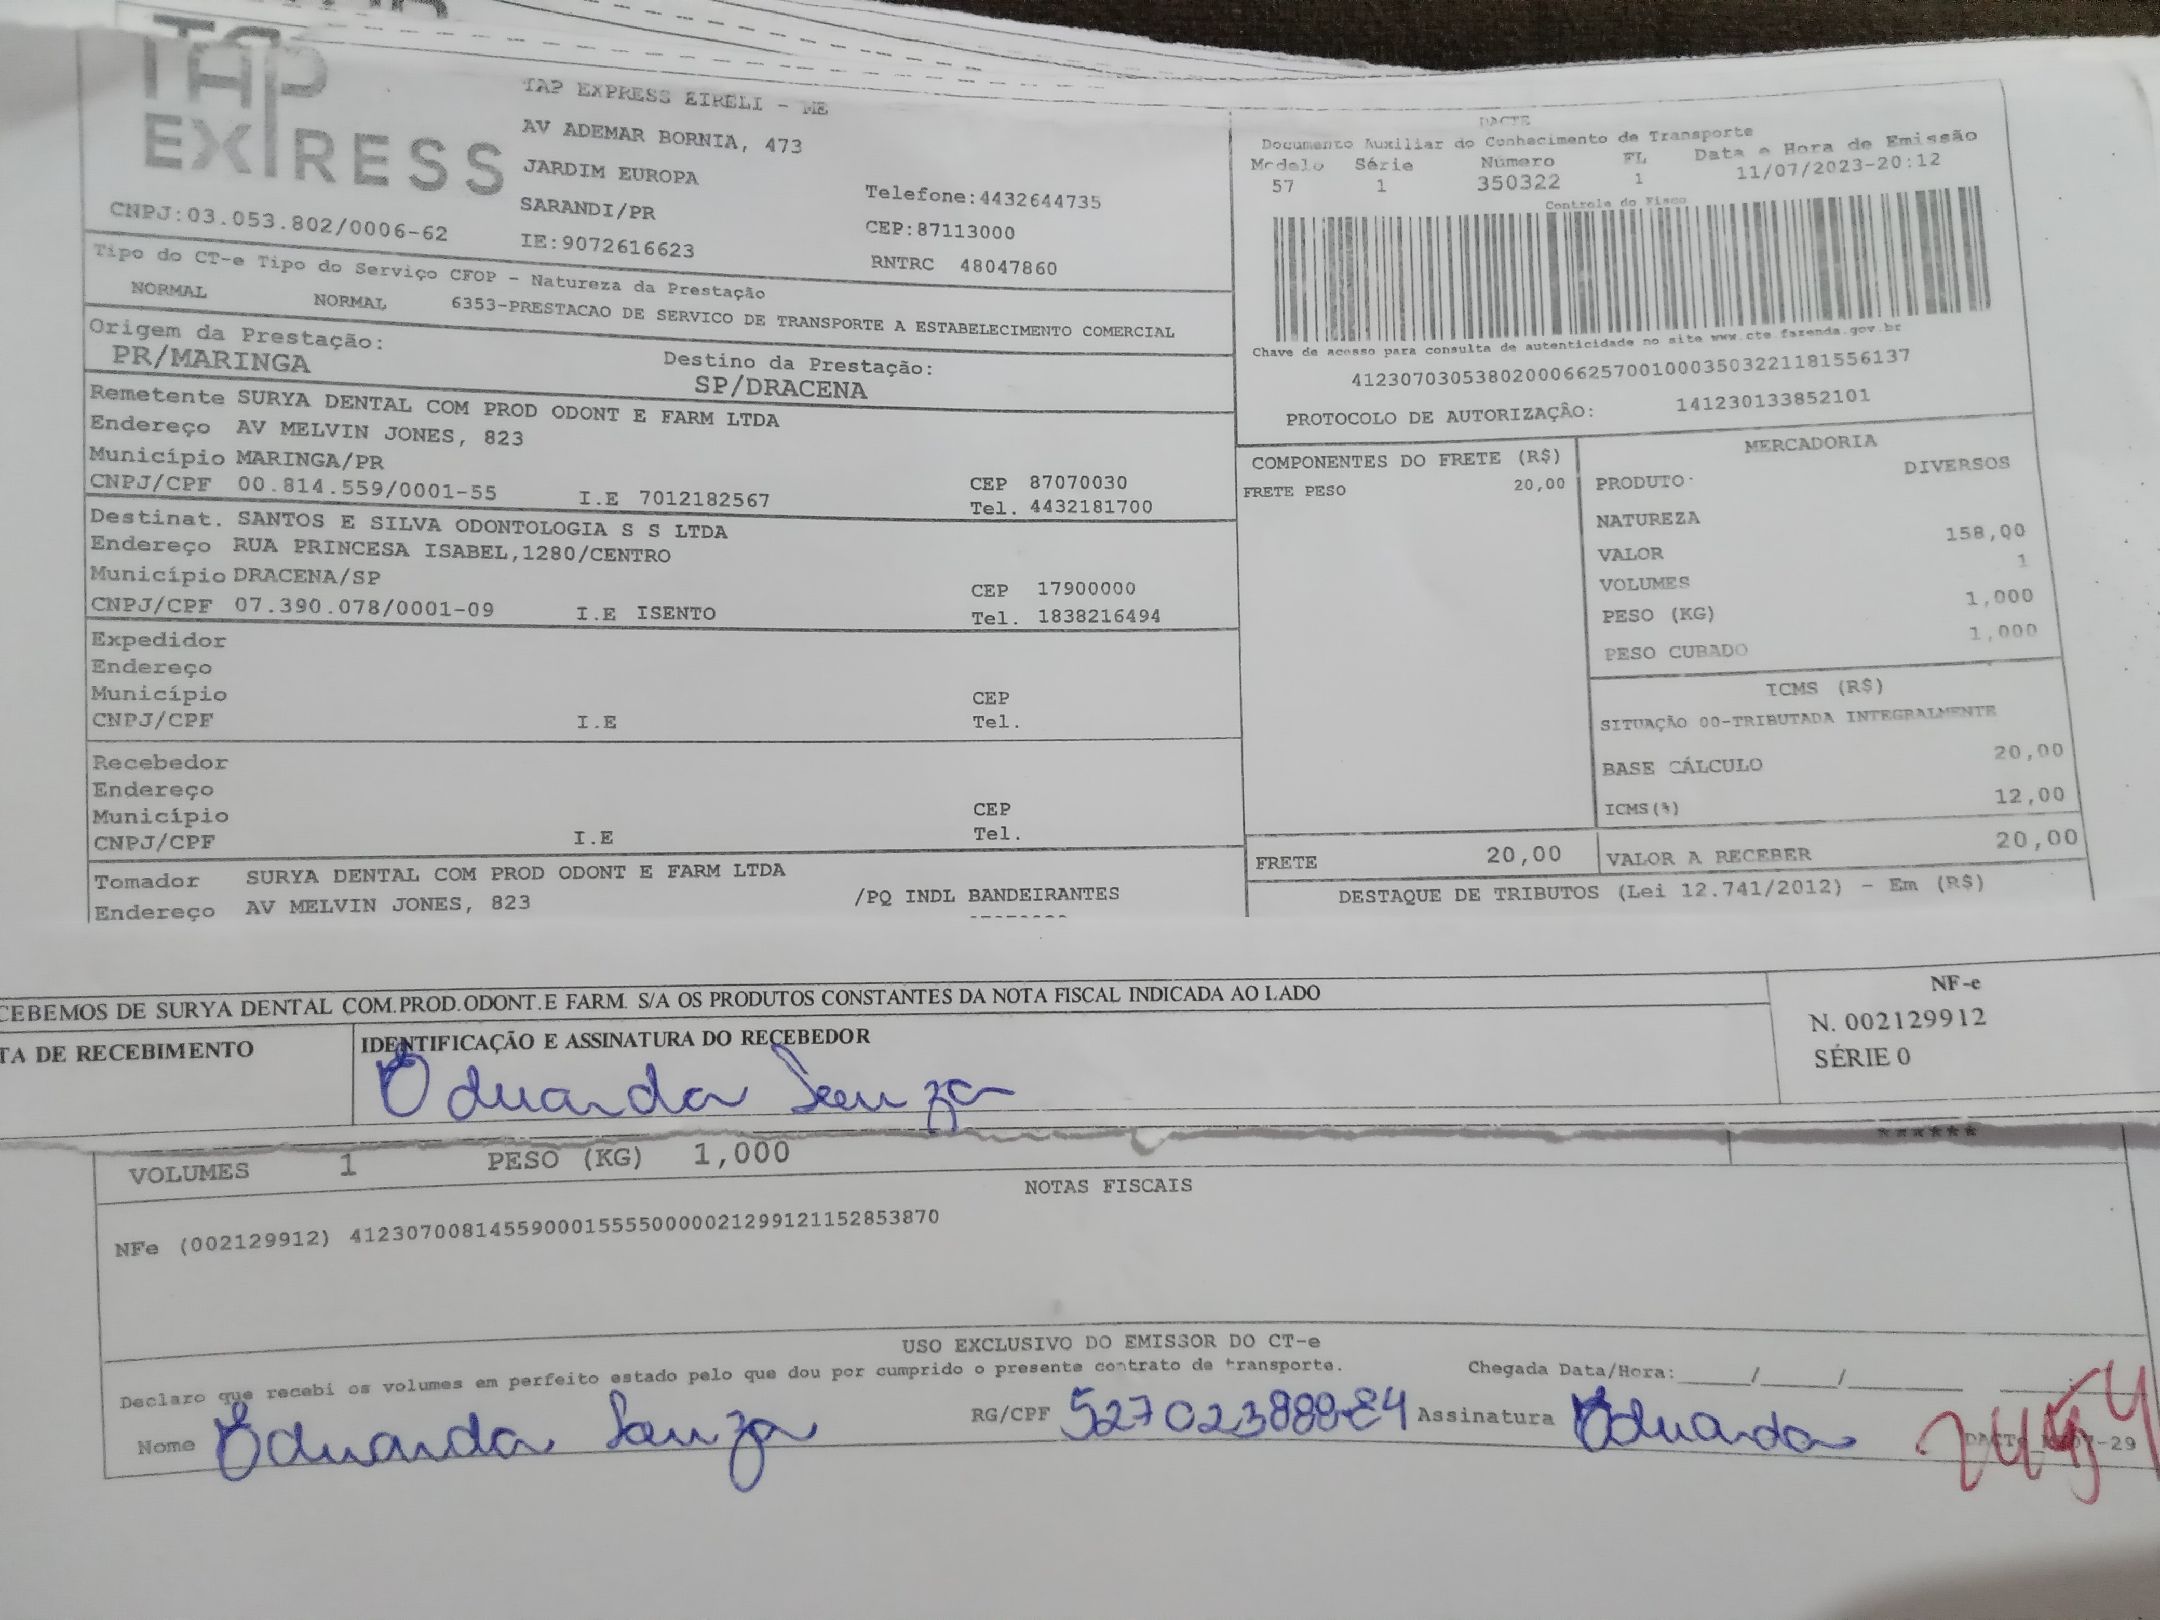 TAP
EXPRESS
TAP EXPRESS EIRELI - ME
AV ADEMAR BORNIA, 473
JARDIM EUROPA
SARANDI/PR
IE:9072616623
Telefone:4432644735
CEP:87113000
RNTRC 48047860
CNPJ:03.053.802/0006-62
DACTE
Documento Auxiliar do Conhecimento de Transporte
Modelo Série Número FL Data e Hora de Emissão
57 1 350322 1 11/07/2023-20:12
Controle do Fisco
Chave de acesso para consulta de autenticidade no site www.cte fazenda.gov.br
41230703053802000662570010003503221181556137
PROTOCOLO DE AUTORIZAÇÃO: 141230133852101
Tipo do CT-e Tipo do Serviço CFOP - Natureza da Prestação
NORMAL NORMAL 6353-PRESTACAO DE SERVICO DE TRANSPORTE A ESTABELECIMENTO COMERCIAL
Origem da Prestação: Destino da Prestação:
PR/MARINGA SP/DRACENA
Remetente SURYA DENTAL COM PROD ODONT E FARM LTDA
Endereço AV MELVIN JONES, 823
Município MARINGA/PR CEP 87070030
CNPJ/CPF 00.814.559/0001-55 I.E 7012182567 Tel. 4432181700
Destinat. SANTOS E SILVA ODONTOLOGIA S S LTDA
Endereço RUA PRINCESA ISABEL,1280/CENTRO
Município DRACENA/SP CEP 17900000
CNPJ/CPF 07.390.078/0001-09 I.E ISENTO Tel. 1838216494
Expedidor
Endereço
Município CEP
CNPJ/CPF I.E Tel.
Recebedor
Endereço
Município CEP
CNPJ/CPF I.E Tel.
Tomador SURYA DENTAL COM PROD ODONT E FARM LTDA
Endereço AV MELVIN JONES, 823 /PQ INDL BANDEIRANTES
COMPONENTES DO FRETE (R$)
FRETE PESO 20,00
MERCADORIA
PRODUTO DIVERSOS
NATUREZA
VALOR 158,00
VOLUMES 1
PESO (KG) 1,000
PESO CUBADO 1,000
ICMS (R$)
SITUAÇÃO 00-TRIBUTADA INTEGRALMENTE
BASE CÁLCULO 20,00
ICMS(%) 12,00
FRETE 20,00 VALOR A RECEBER 20,00
DESTAQUE DE TRIBUTOS (Lei 12.741/2012) - Em (R$)
CEBEMOS DE SURYA DENTAL COM.PROD.ODONT.E FARM. S/A OS PRODUTOS CONSTANTES DA NOTA FISCAL INDICADA AO LADO
TA DE RECEBIMENTO
IDENTIFICAÇÃO E ASSINATURA DO RECEBEDOR
Eduarda Souza
NF-e
N. 002129912
SÉRIE 0
******
VOLUMES 1 PESO (KG) 1,000
NOTAS FISCAIS
NFe (002129912) 41230700814559000155550000021299121152853870
USO EXCLUSIVO DO EMISSOR DO CT-e
Declaro que recebi os volumes em perfeito estado pelo que dou por cumprido o presente contrato de transporte. Chegada Data/Hora:____/____/____
Nome Eduarda Souza RG/CPF Assinatura Eduarda